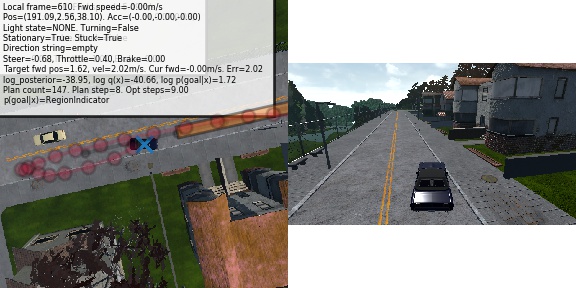 Local frame=610: Fwd speed=-0.00m/s
Pos=(191.09,2.56,38.10). Acc=(-0.00,-0.00,-0.00)
Light state=NONE. Turning=False
Stationary=True. Stuck=True
Direction string=empty
Steer=-0.68, Throttle=0.40, Brake=0.00
Target fwd pos=1.62, vel=2.02m/s. Cur fwd=-0.00m/s. Err=2.02
log_posterior=-38.95, log q(x)=-40.66, log p(goal|x)=1.72
Plan count=147. Plan step=8. Opt steps=9.00
p(goal|x)=RegionIndicator